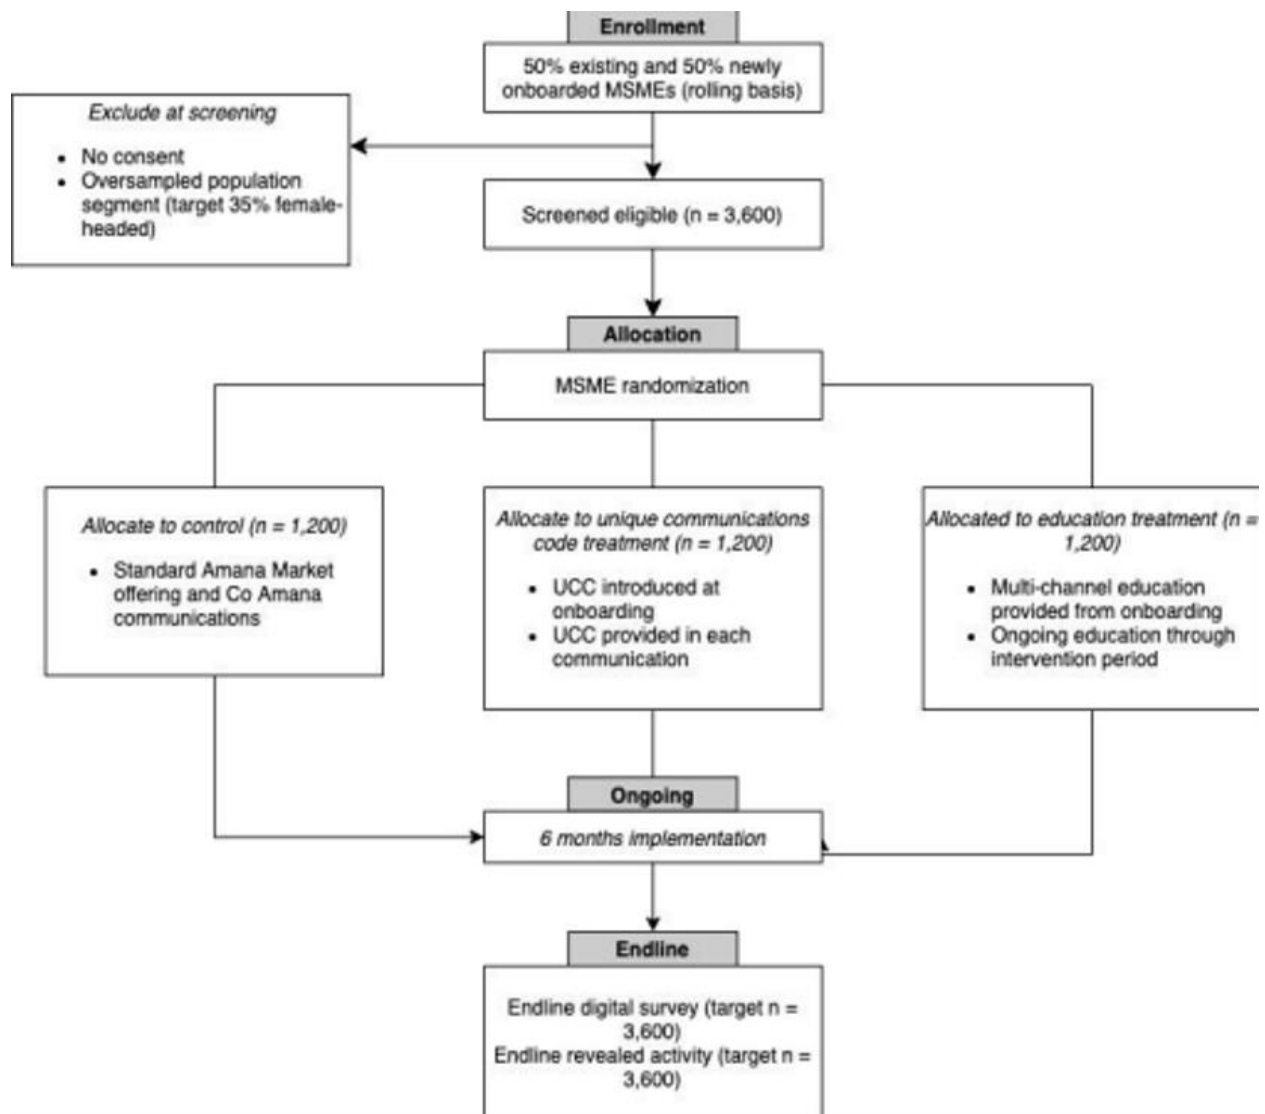 Enrollment
50% existing and 50% newly
onboarded MSMEs (rolling basis)
Exclude at screening
• No consent
• Oversampled population
segment (target 35% female-
headed)
Screened eligible (n = 3,600)
Allocation
MSME randomization
Allocate to control (n = 1,200)
• Standard Amana Market
offering and Co Amana
communications
Allocate to unique communications
code treatment (n = 1,200)
• UCC introduced at
onboarding
• UCC provided in each
communication
Allocated to education treatment (n =
1,200)
• Multi-channel education
provided from onboarding
• Ongoing education through
intervention period
Ongoing
6 months implementation
Endline
Endline digital survey (target n =
3,600)
Endline revealed activity (target n =
3,600)